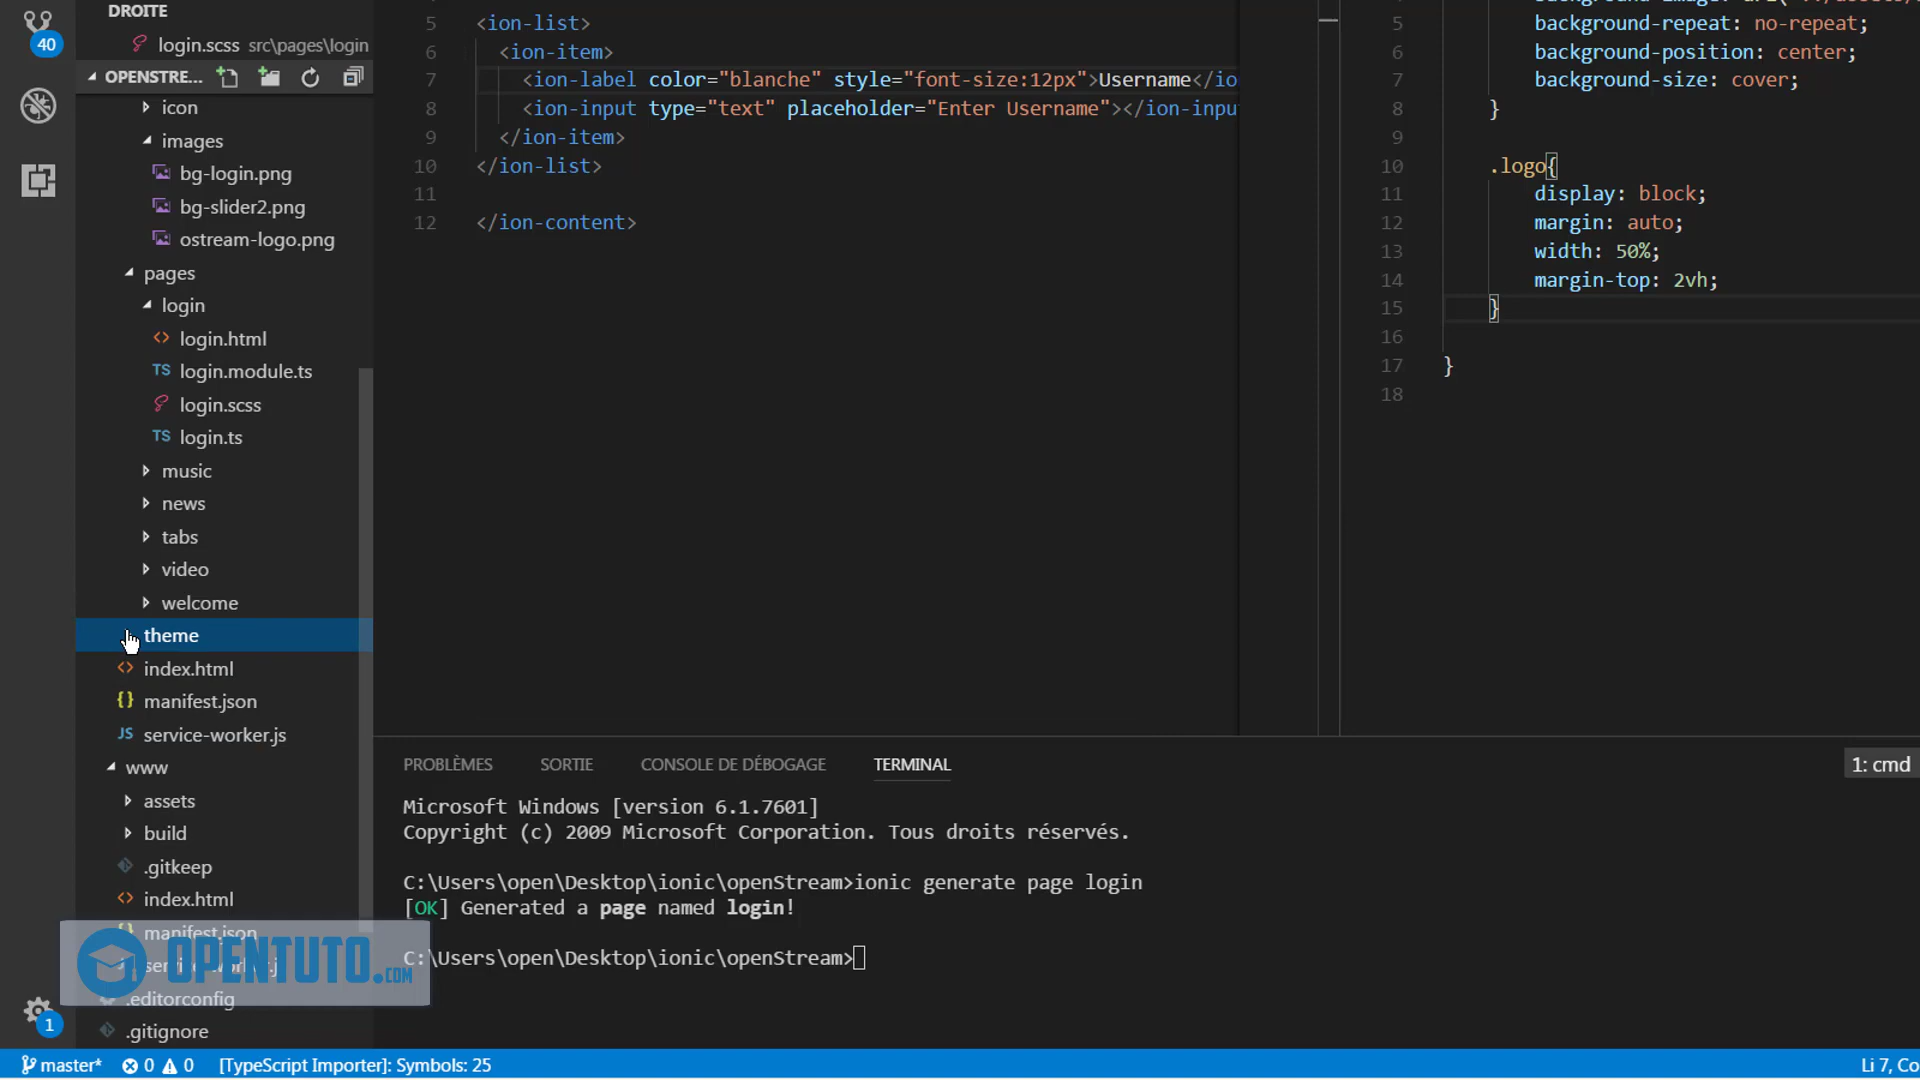 40
1
DROITE
login.scss src\pages\login
OPENSTRE...
icon
images
bg-login.png
bg-slider2.png
ostream-logo.png
pages
login
login.html
TS login.module.ts
login.scss
TS login.ts
music
news
tabs
video
welcome
theme
<> index.html
{} manifest.json
JS service-worker.js
www
assets
build
.gitkeep
<> index.html
manifest.json
OPENTUTO.COM
.editorconfig
.gitignore
5 <ion-list>
6 <ion-item>
7 <ion-label color="blanche" style="font-size:12px">Username</io
8 <ion-input type="text" placeholder="Enter Username"></ion-inpu
9 </ion-item>
10 </ion-list>
11
12 </ion-content>
5 background-repeat: no-repeat;
6 background-position: center;
7 background-size: cover;
8 }
9
10 .logo{
11 display: block;
12 margin: auto;
13 width: 50%;
14 margin-top: 2vh;
15 }
16
17 }
18
PROBLÈMES SORTIE CONSOLE DE DÉBOGAGE TERMINAL 1: cmd
Microsoft Windows [version 6.1.7601]
Copyright (c) 2009 Microsoft Corporation. Tous droits réservés.
C:\Users\open\Desktop\ionic\openStream>ionic generate page login
[OK] Generated a page named login!
C:\Users\open\Desktop\ionic\openStream>
master* 0 0 [TypeScript Importer]: Symbols: 25 Li 7, Co